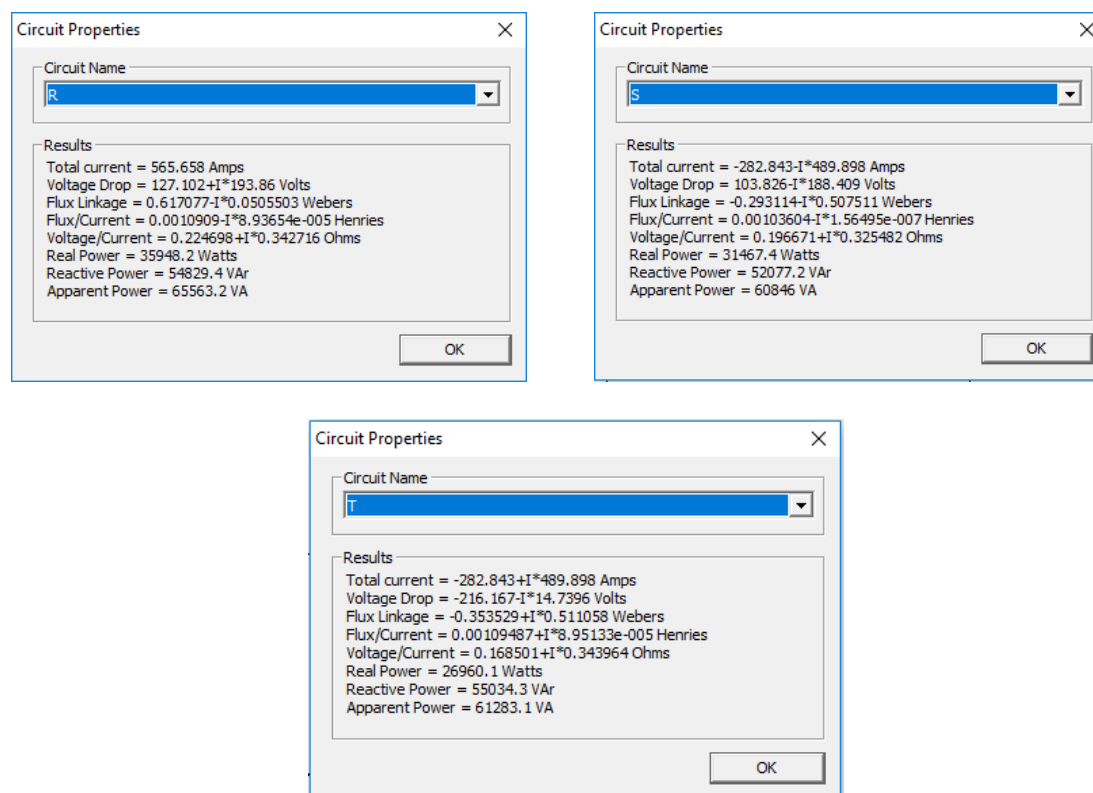 Circuit Properties
Circuit Name
R
Results
Total current = 565.658 Amps
Voltage Drop = 127.102+I*193.86 Volts
Flux Linkage = 0.617077-I*0.0505503 Webers
Flux/Current = 0.0010909-I*8.93654e-005 Henries
Voltage/Current = 0.224698+I*0.342716 Ohms
Real Power = 35948.2 Watts
Reactive Power = 54829.4 VAr
Apparent Power = 65563.2 VA
OK
Circuit Properties
Circuit Name
S
Results
Total current = -282.843-I*489.898 Amps
Voltage Drop = 103.826-I*188.409 Volts
Flux Linkage = -0.293114-I*0.507511 Webers
Flux/Current = 0.00103604-I*1.56495e-007 Henries
Voltage/Current = 0.196671+I*0.325482 Ohms
Real Power = 31467.4 Watts
Reactive Power = 52077.2 VAr
Apparent Power = 60846 VA
OK
Circuit Properties
Circuit Name
T
Results
Total current = -282.843+I*489.898 Amps
Voltage Drop = -216.167-I*14.7396 Volts
Flux Linkage = -0.353529+I*0.511058 Webers
Flux/Current = 0.00109487+I*8.95133e-005 Henries
Voltage/Current = 0.168501+I*0.343964 Ohms
Real Power = 26960.1 Watts
Reactive Power = 55034.3 VAr
Apparent Power = 61283.1 VA
OK